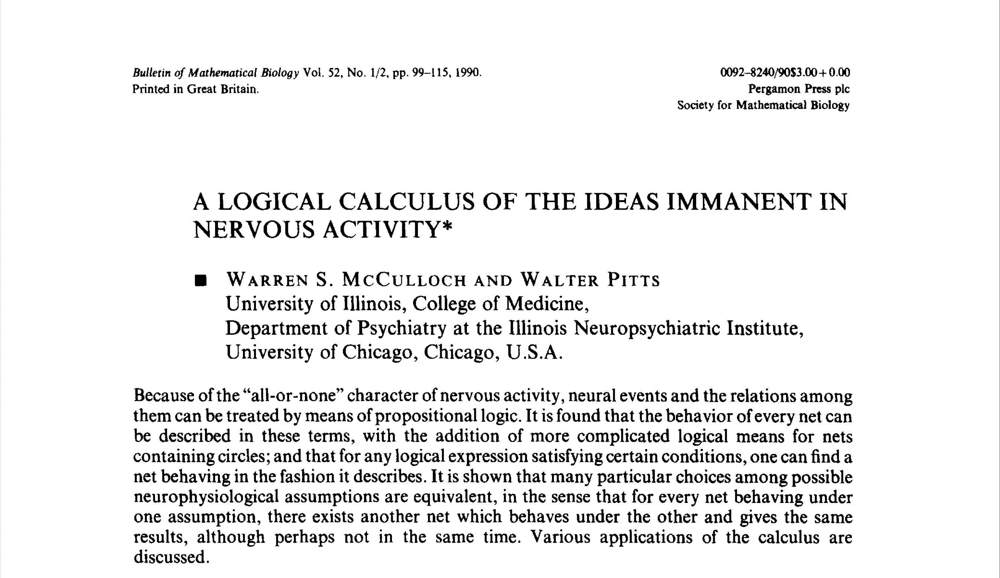 Bulletin of Mathematical Biology Vol. 52, No. 1/2, pp. 99–115, 1990.
Printed in Great Britain.
0092–8240/90$3.00+0.00
Pergamon Press plc
Society for Mathematical Biology
A LOGICAL CALCULUS OF THE IDEAS IMMANENT IN
NERVOUS ACTIVITY*
■ WARREN S. MCCULLOCH AND WALTER PITTS
University of Illinois, College of Medicine,
Department of Psychiatry at the Illinois Neuropsychiatric Institute,
University of Chicago, Chicago, U.S.A.
Because of the “all-or-none” character of nervous activity, neural events and the relations among
them can be treated by means of propositional logic. It is found that the behavior of every net can
be described in these terms, with the addition of more complicated logical means for nets
containing circles; and that for any logical expression satisfying certain conditions, one can find a
net behaving in the fashion it describes. It is shown that many particular choices among possible
neurophysiological assumptions are equivalent, in the sense that for every net behaving under
one assumption, there exists another net which behaves under the other and gives the same
results, although perhaps not in the same time. Various applications of the calculus are
discussed.